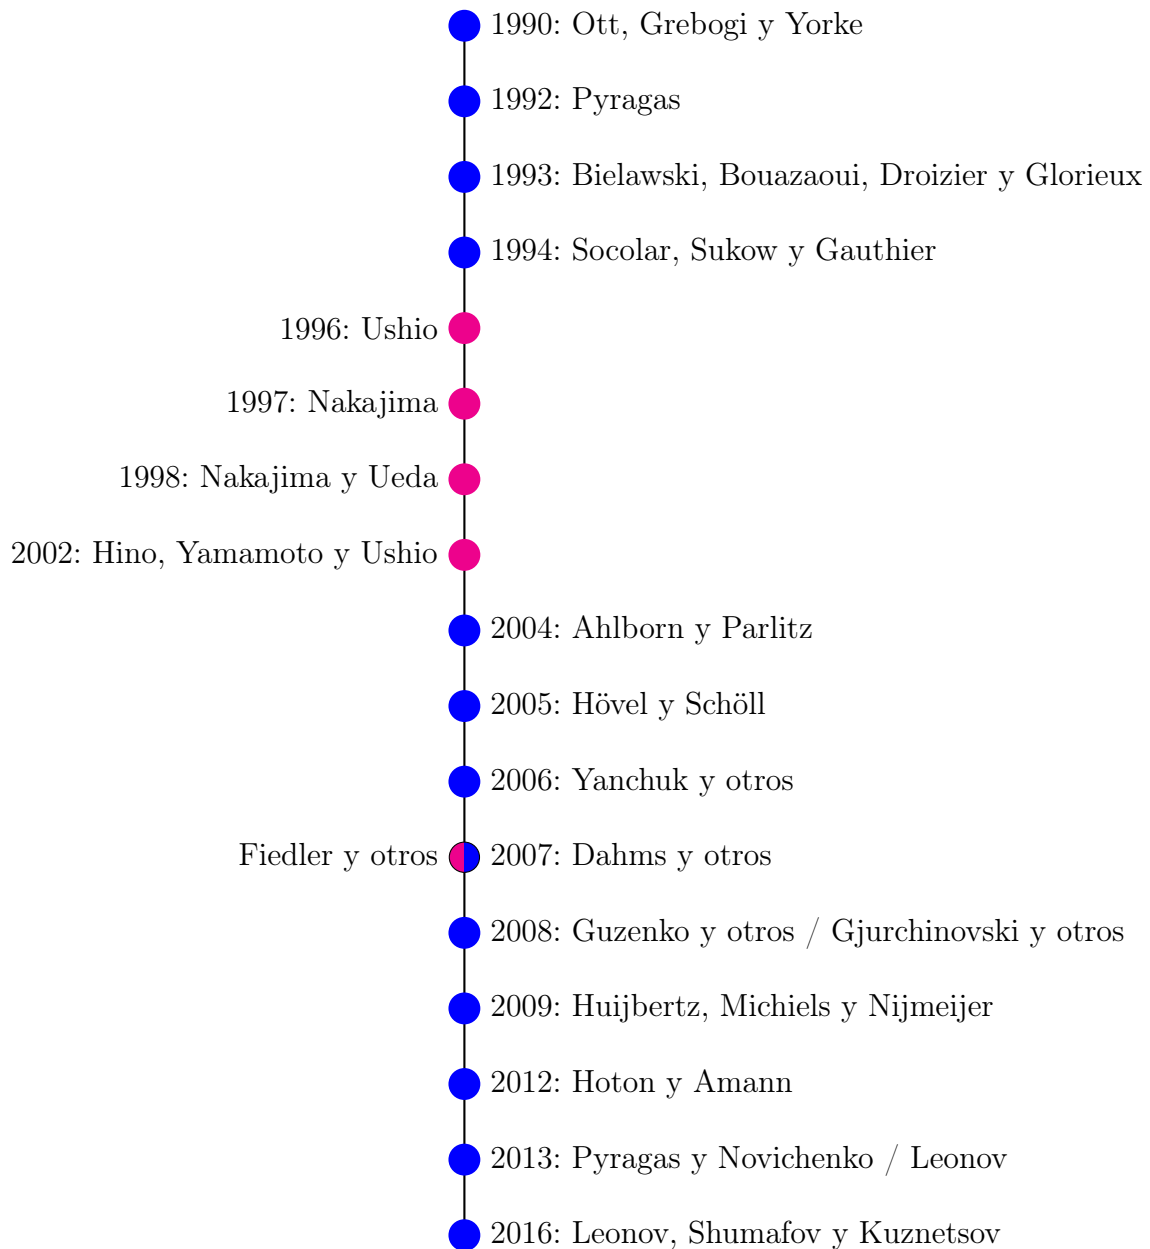 1990: Ott, Grebogi y Yorke
1992: Pyragas
1993: Bielawski, Bouazaoui, Droizier y Glorieux
1994: Socolar, Sukow y Gauthier
1996: Ushio
1997: Nakajima
1998: Nakajima y Ueda
2002: Hino, Yamamoto y Ushio
2004: Ahlborn y Parlitz
2005: Hövel y Schöll
2006: Yanchuk y otros
Fiedler y otros 2007: Dahms y otros
2008: Guzenko y otros / Gjurchinovski y otros
2009: Huijbertz, Michiels y Nijmeijer
2012: Hoton y Amann
2013: Pyragas y Novichenko / Leonov
2016: Leonov, Shumafov y Kuznetsov